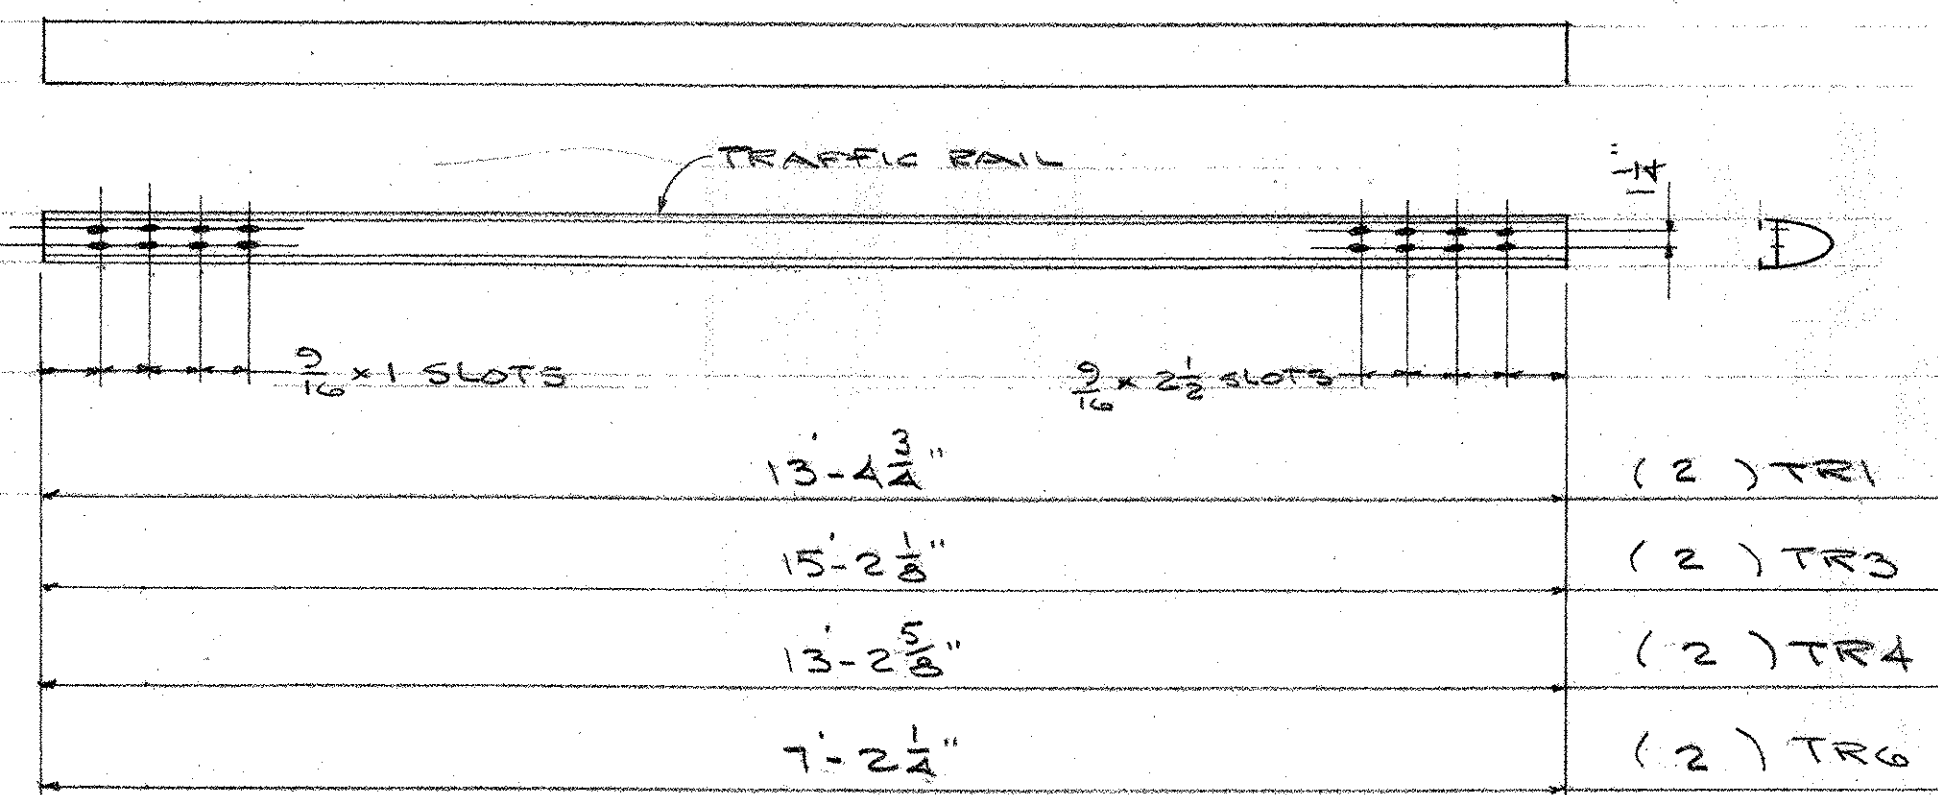 TRAFFIC RAIL
9/16 x 1 SLOTS
9/16 x 2 1/2 SLOTS
13'-4 3/4"
(2) TR1
15'-2 1/8"
(2) TR3
13'-2 5/8"
(2) TR4
7'-2 1/4"
(2) TR6